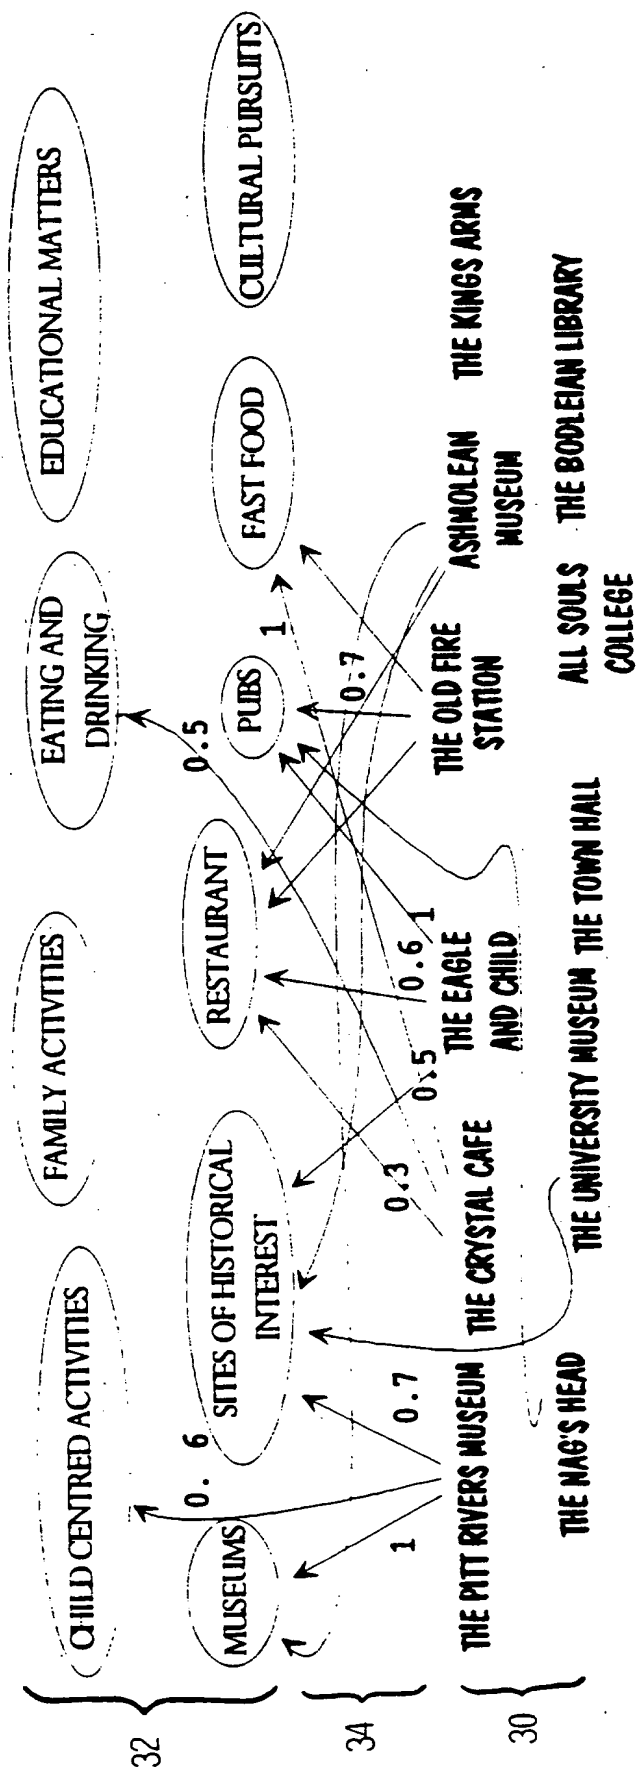 CHILD CENTRED ACTIVITIES
FAMILY ACTIVITIES
EATING AND
DRINKING
EDUCATIONAL MATTERS
32
MUSEUMS
SITES OF HISTORICAL
INTEREST
RESTAURANT
PUBS
FAST FOOD
CULTURAL PURSUITS
0.6
0.5
1
34
1
0.7
0.3
0.5
0.6
1
0.7
30
THE PITT RIVERS MUSEUM
THE CRYSTAL CAFE
THE EAGLE
AND CHILD
THE OLD FIRE
STATION
ASHMOLEAN
MUSEUM
THE KINGS ARMS
THE NAG'S HEAD
THE UNIVERSITY MUSEUM
THE TOWN HALL
ALL SOULS
COLLEGE
THE BODLEIAN LIBRARY